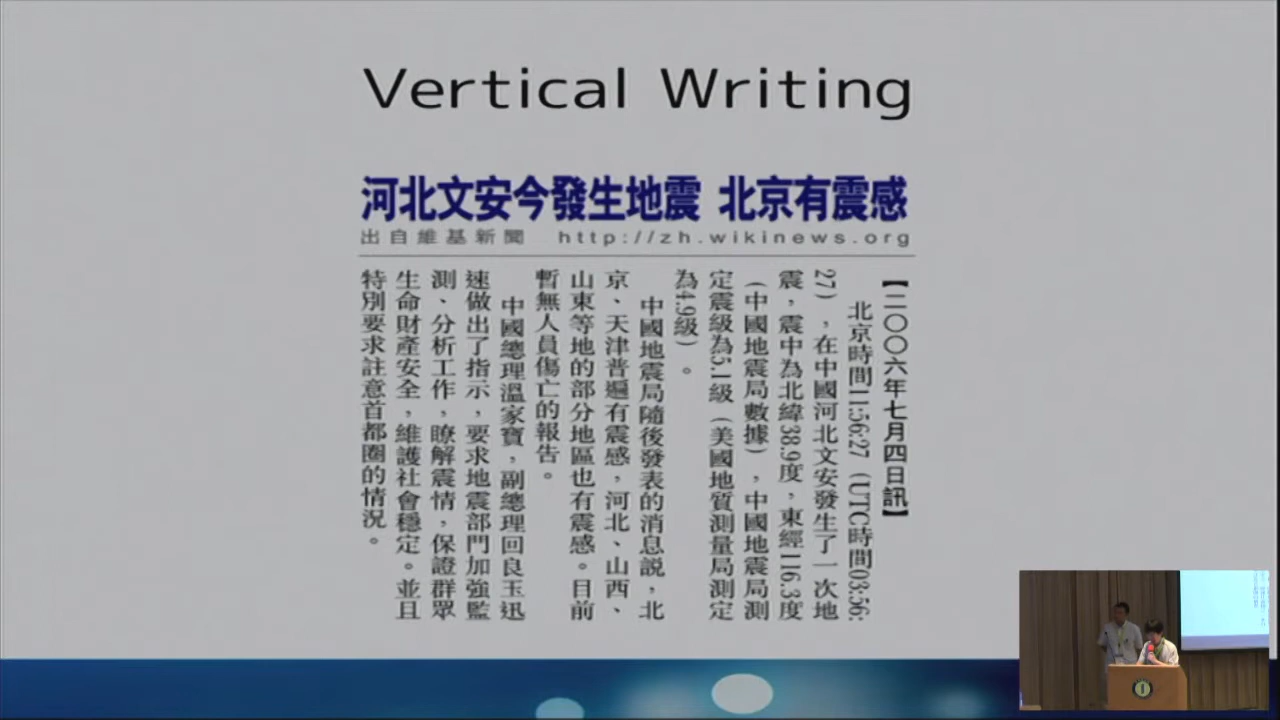 Vertical Writing
河北文安今發生地震 北京有震感
出自維基新聞 http://zh.wikinews.org
【二〇〇六年七月四日訊】
北京時間11:56:27（UTC時間03:56:
27），在中國河北文安發生了一次地
震，震中為北緯38.9度，東經116.3度
（中國地震局數據），中國地震局測
定震級為5.1級（美國地質測量局測定
為4.9級）。
中國地震局隨後發表的消息説，北
京、天津普遍有震感，河北、山西、
山東等地的部分地區也有震感。目前
暫無人員傷亡的報告。
中國總理溫家寶，副總理回良玉迅
速做出了指示，要求地震部門加強監
測、分析工作，瞭解震情，保證群眾
生命財產安全，維護社會穩定。並且
特別要求註意首都圈的情況。